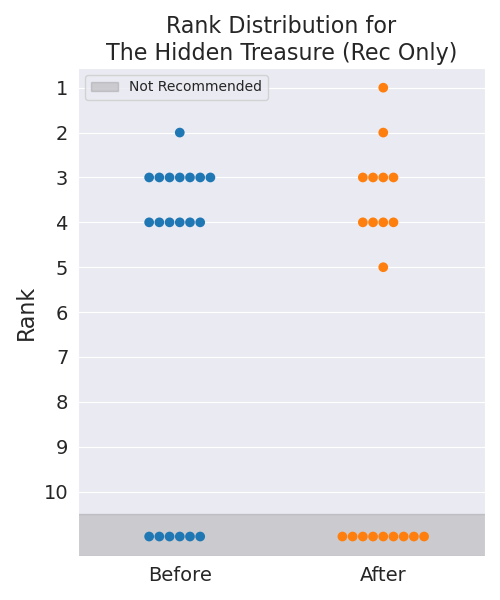 Rank Distribution for
The Hidden Treasure (Rec Only)
Not Recommended
Rank
1
2
3
4
5
6
7
8
9
10
Before After